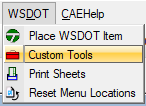 WSDOT CAEHelp
Place WSDOT Item
Custom Tools
Print Sheets
Reset Menu Locations